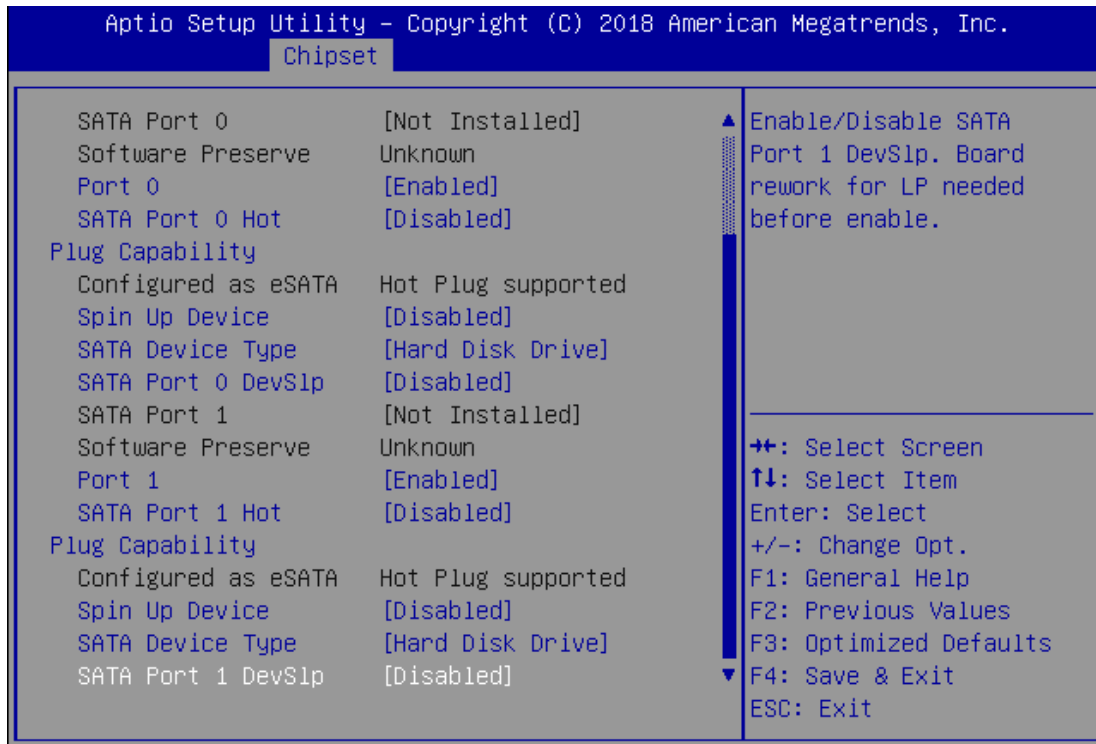 Aptio Setup Utility – Copyright (C) 2018 American Megatrends, Inc.
Chipset
SATA Port 0 [Not Installed]
Software Preserve Unknown
Port 0 [Enabled]
SATA Port 0 Hot [Disabled]
Plug Capability
Configured as eSATA Hot Plug supported
Spin Up Device [Disabled]
SATA Device Type [Hard Disk Drive]
SATA Port 0 DevSlp [Disabled]
SATA Port 1 [Not Installed]
Software Preserve Unknown
Port 1 [Enabled]
SATA Port 1 Hot [Disabled]
Plug Capability
Configured as eSATA Hot Plug supported
Spin Up Device [Disabled]
SATA Device Type [Hard Disk Drive]
SATA Port 1 DevSlp [Disabled]
Enable/Disable SATA
Port 1 DevSlp. Board
rework for LP needed
before enable.
→←: Select Screen
↑↓: Select Item
Enter: Select
+/-: Change Opt.
F1: General Help
F2: Previous Values
F3: Optimized Defaults
F4: Save & Exit
ESC: Exit